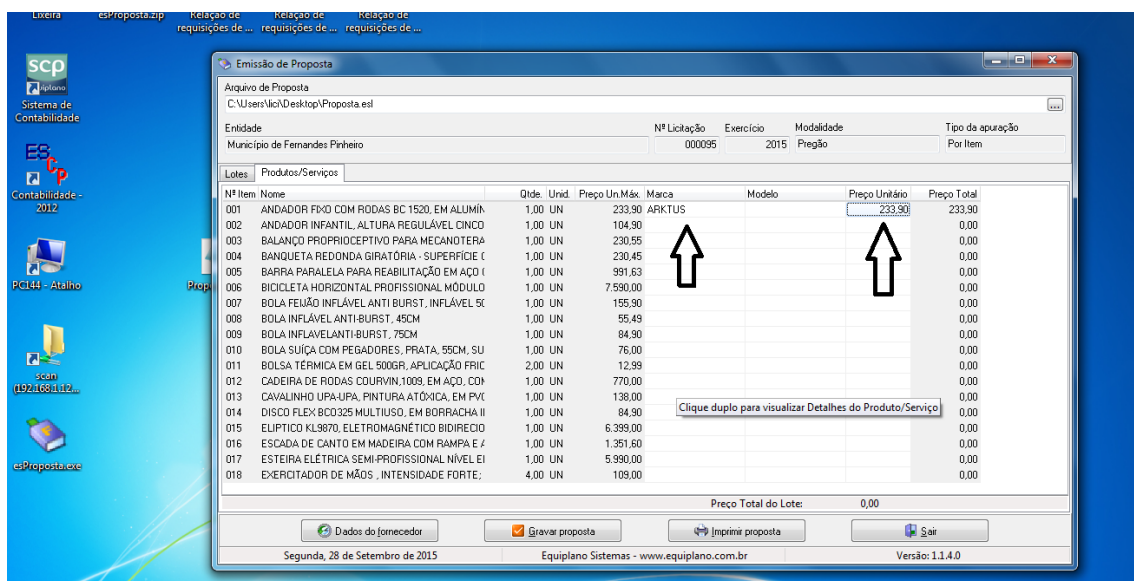 Lixeira esProposta.zip Relação de Relação de Relação de
requisições de ... requisições de ... requisições de ...
scp
Sistema de
Contabilidade
Contabilidade -
2012
PC144 - Atalho
scan
(192.168.1.12...
esProposta.exe
Emissão de Proposta
Arquivo de Proposta
C:\Users\lici\Desktop\Proposta.esl
...
Entidade Nº Licitação Exercício Modalidade Tipo da apuração
Município de Fernandes Pinheiro 000095 2015 Pregão Por Item
Lotes Produtos/Serviços
Nº Item Nome Qtde. Unid. Preço Un.Máx. Marca Modelo Preço Unitário Preço Total
001 ANDADOR FIXO COM RODAS BC 1520, EM ALUMÍN 1,00 UN 233,90 ARKTUS 233,90 233,90
002 ANDADOR INFANTIL, ALTURA REGULÁVEL CINCO 1,00 UN 104,90 0,00
003 BALANÇO PROPRIOCEPTIVO PARA MECANOTERA 1,00 UN 230,55 0,00
004 BANQUETA REDONDA GIRATÓRIA - SUPERFÍCIE 1,00 UN 230,45 0,00
005 BARRA PARALELA PARA REABILITAÇÃO EM AÇO 1,00 UN 991,63 0,00
006 BICICLETA HORIZONTAL PROFISSIONAL MÓDULO 1,00 UN 7.590,00 0,00
007 BOLA FEIJÃO INFLÁVEL ANTI BURST, INFLÁVEL 50 1,00 UN 155,90 0,00
008 BOLA INFLÁVEL ANTI-BURST, 45CM 1,00 UN 55,49 0,00
009 BOLA INFLAVELANTI-BURST, 75CM 1,00 UN 84,90 0,00
010 BOLA SUÍÇA COM PEGADORES, PRATA, 55CM, SU 1,00 UN 76,00 0,00
011 BOLSA TÉRMICA EM GEL 500GR, APLICAÇÃO FRIC 2,00 UN 12,99 0,00
012 CADEIRA DE RODAS COURVIN,1009, EM AÇO, CON 1,00 UN 770,00 0,00
013 CAVALINHO UPA-UPA, PINTURA ATÓXICA, EM PVC 1,00 UN 138,00 0,00
014 DISCO FLEX BC0325 MULTIUSO, EM BORRACHA 1,00 UN 84,90 0,00
015 ELIPTICO KL9870, ELETROMAGNÉTICO BIDIRECIO 1,00 UN 6.399,00 0,00
016 ESCADA DE CANTO EM MADEIRA COM RAMPA E 1,00 UN 1.351,60 0,00
017 ESTEIRA ELÉTRICA SEMI-PROFISSIONAL NÍVEL EI 1,00 UN 5.990,00 0,00
018 EXERCITADOR DE MÃOS , INTENSIDADE FORTE; 4,00 UN 109,00 0,00
Clique duplo para visualizar Detalhes do Produto/Serviço
Preço Total do Lote: 0,00
Dados do fornecedor Gravar proposta Imprimir proposta Sair
Segunda, 28 de Setembro de 2015 Equiplano Sistemas - www.equiplano.com.br Versão: 1.1.4.0